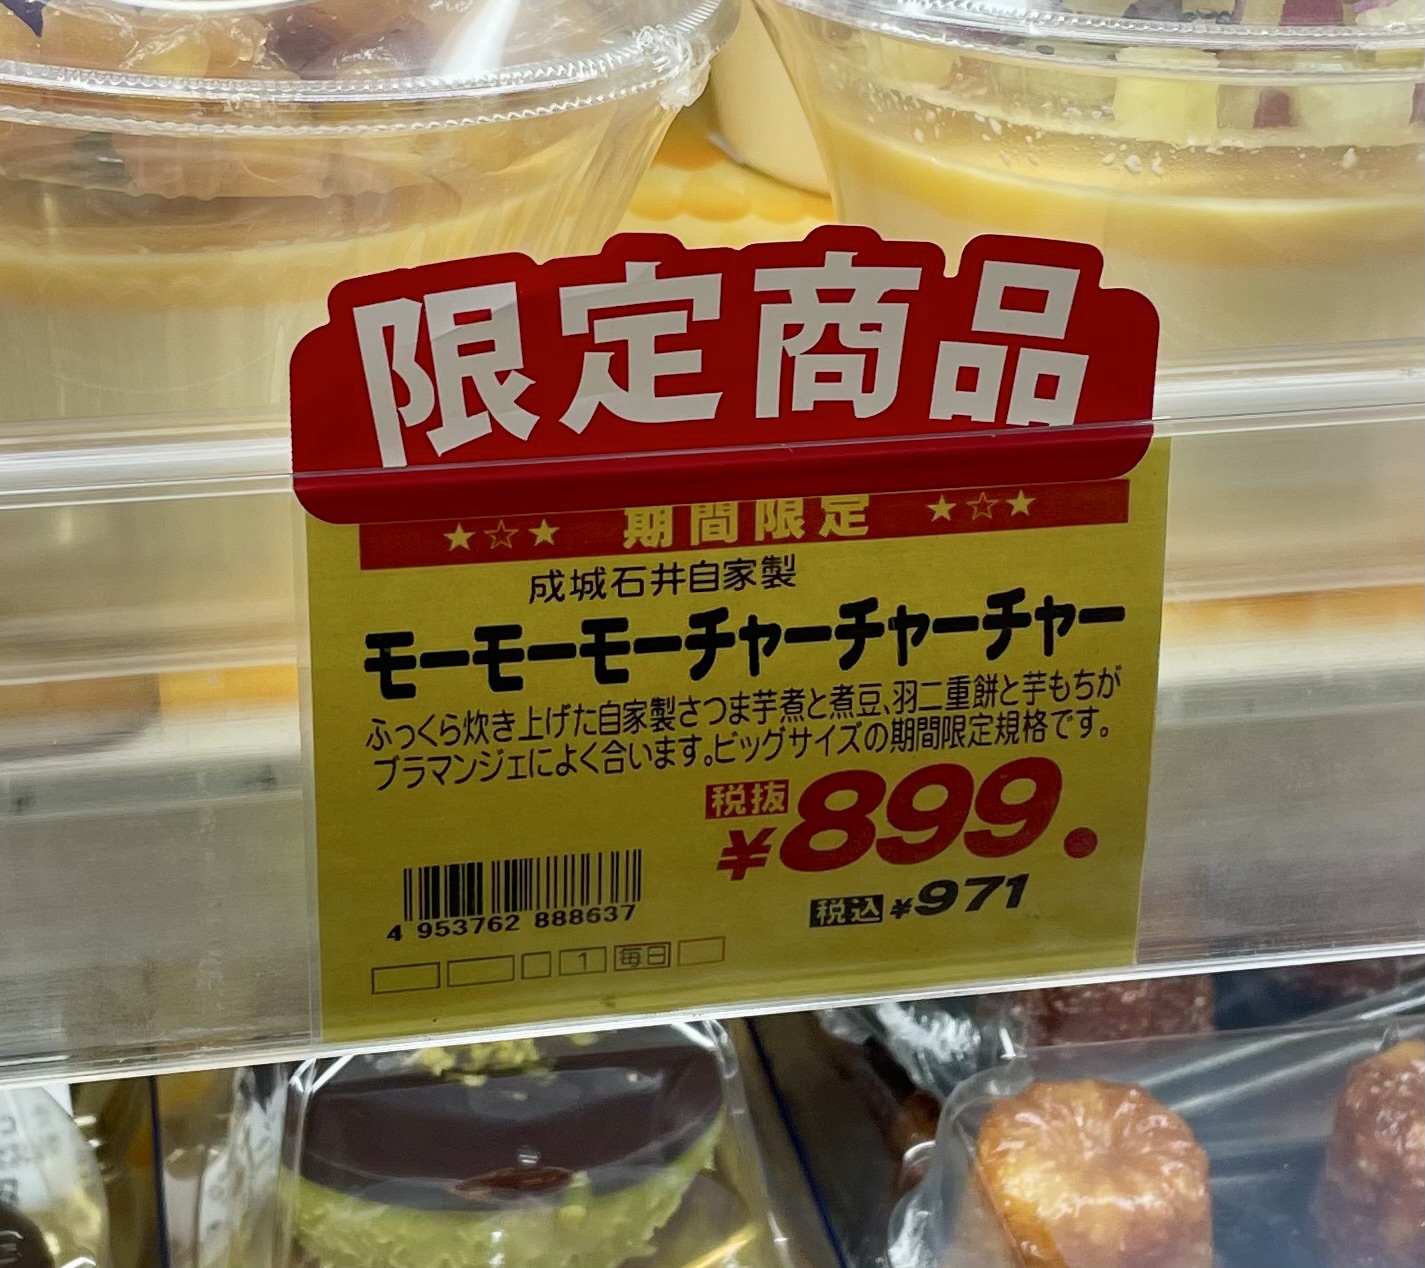 限定商品
★☆★ 期間限定 ★☆★
成城石井自家製
モーモーモーチャーチャーチャー
ふっくら炊き上げた自家製さつま芋煮と煮豆、羽二重餅と芋もちが
ブラマンジェによく合います。ビッグサイズの期間限定規格です。
税抜
¥899.
税込 ¥971
4 953762 888637
1 毎日